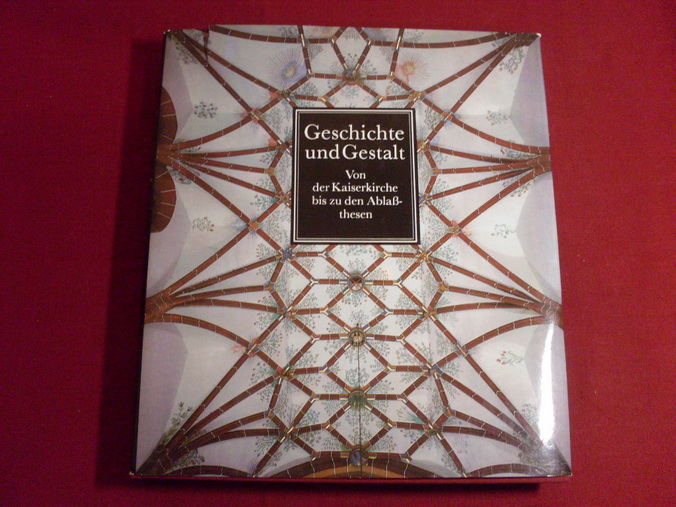 Geschichte
und Gestalt
Von
der Kaiserkirche
bis zu den Ablaß-
thesen